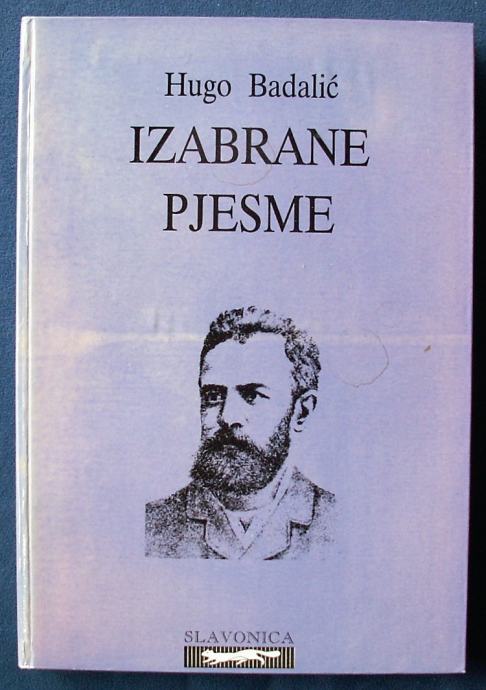 Hugo Badalić
IZABRANE
PJESME
SLAVONICA